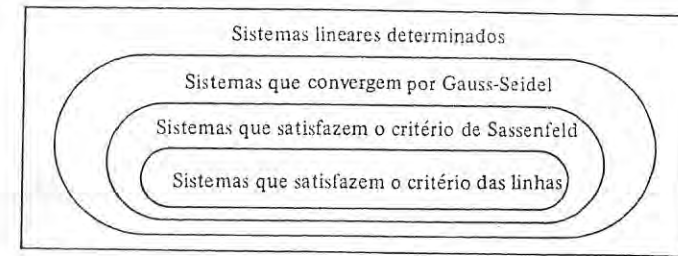 Sistemas lineares determinados
Sistemas que convergem por Gauss-Seidel
Sistemas que satisfazem o critério de Sassenfeld
Sistemas que satisfazem o critério das linhas